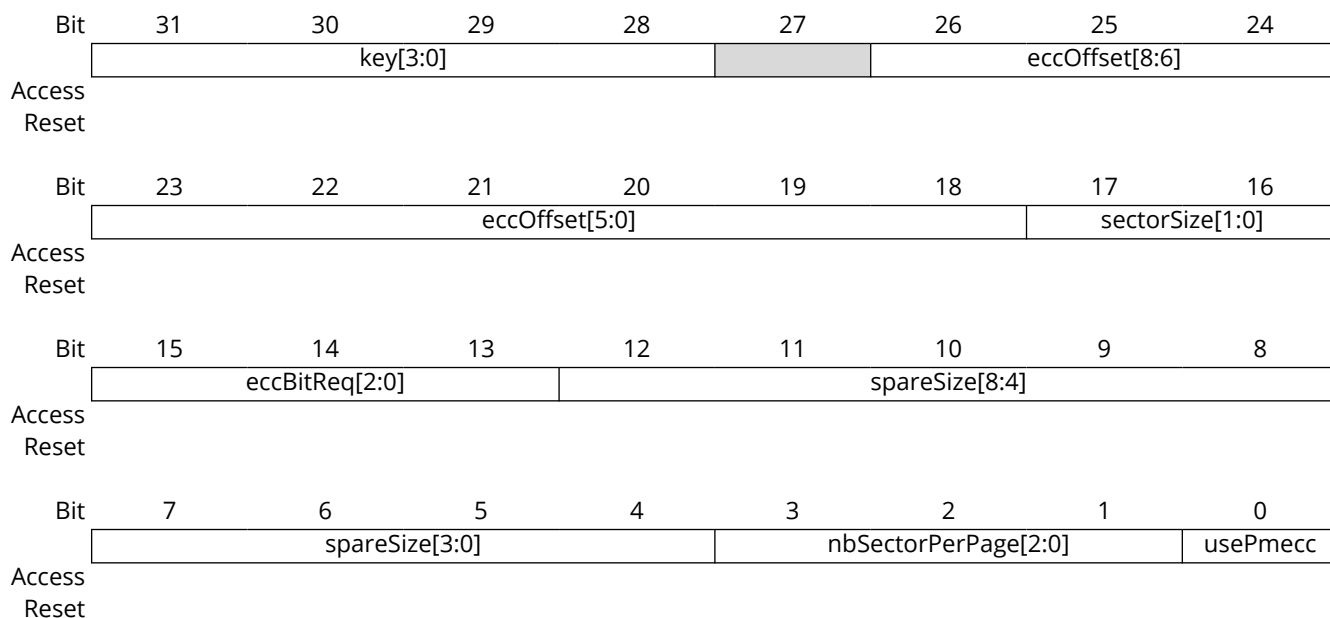 Bit 31 30 29 28 27 26 25 24
key[3:0] eccOffset[8:6]
Access
Reset
Bit 23 22 21 20 19 18 17 16
eccOffset[5:0] sectorSize[1:0]
Access
Reset
Bit 15 14 13 12 11 10 9 8
eccBitReq[2:0] spareSize[8:4]
Access
Reset
Bit 7 6 5 4 3 2 1 0
spareSize[3:0] nbSectorPerPage[2:0] usePmecc
Access
Reset